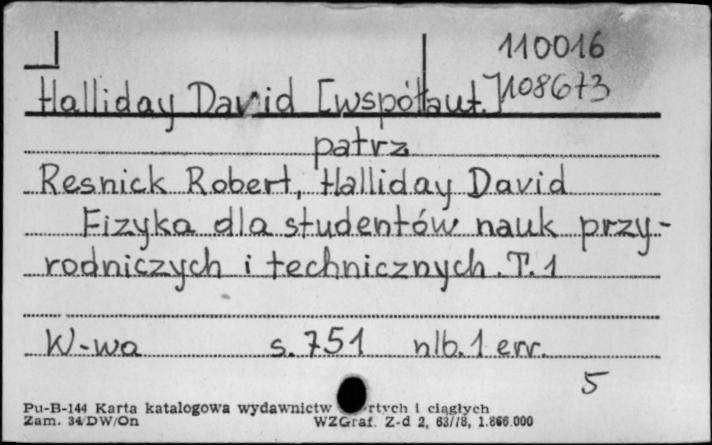 110016
Halliday David [współaut.] 108673
patrz
Resnick Robert, Halliday David
Fizyka dla studentów nauk przy-
rodniczych i technicznych. T. 1
W-wa s. 751 nlb. 1 err.
5
Pu-B-144 Karta katalogowa wydawnictw rtych i ciągłych
Zam. 34/DW/On WZGraf. Z-d 2, 63//8, 1.866.000